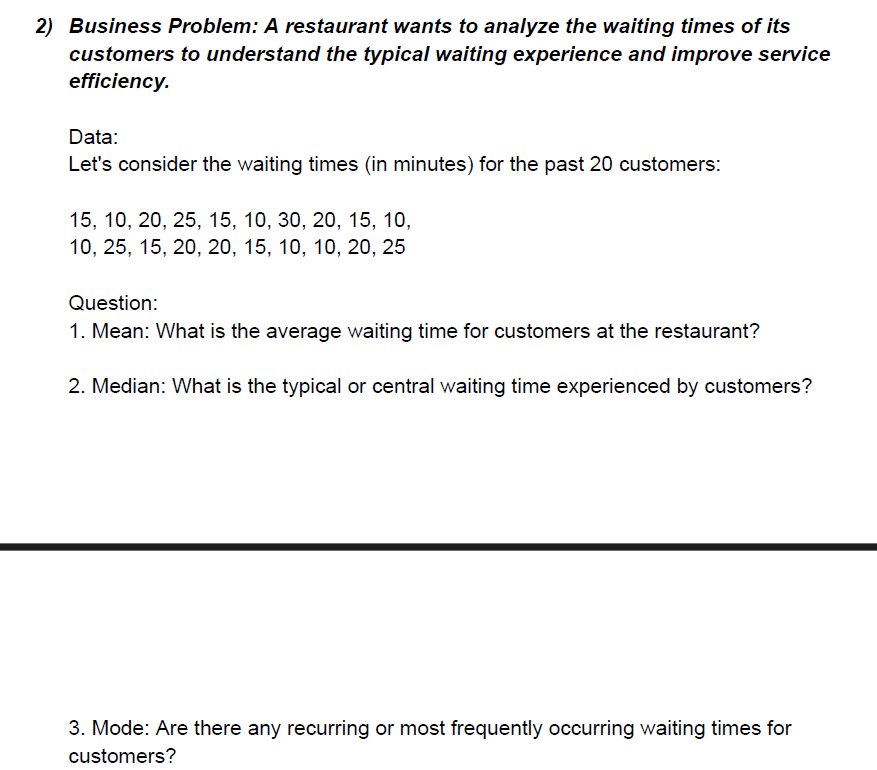 2) Business Problem: A restaurant wants to analyze the waiting times of its
customers to understand the typical waiting experience and improve service
efficiency.
Data:
Let's consider the waiting times (in minutes) for the past 20 customers:
15, 10, 20, 25, 15, 10, 30, 20, 15, 10,
10, 25, 15, 20, 20, 15, 10, 10, 20, 25
Question:
1. Mean: What is the average waiting time for customers at the restaurant?
2. Median: What is the typical or central waiting time experienced by customers?
3. Mode: Are there any recurring or most frequently occurring waiting times for
customers?